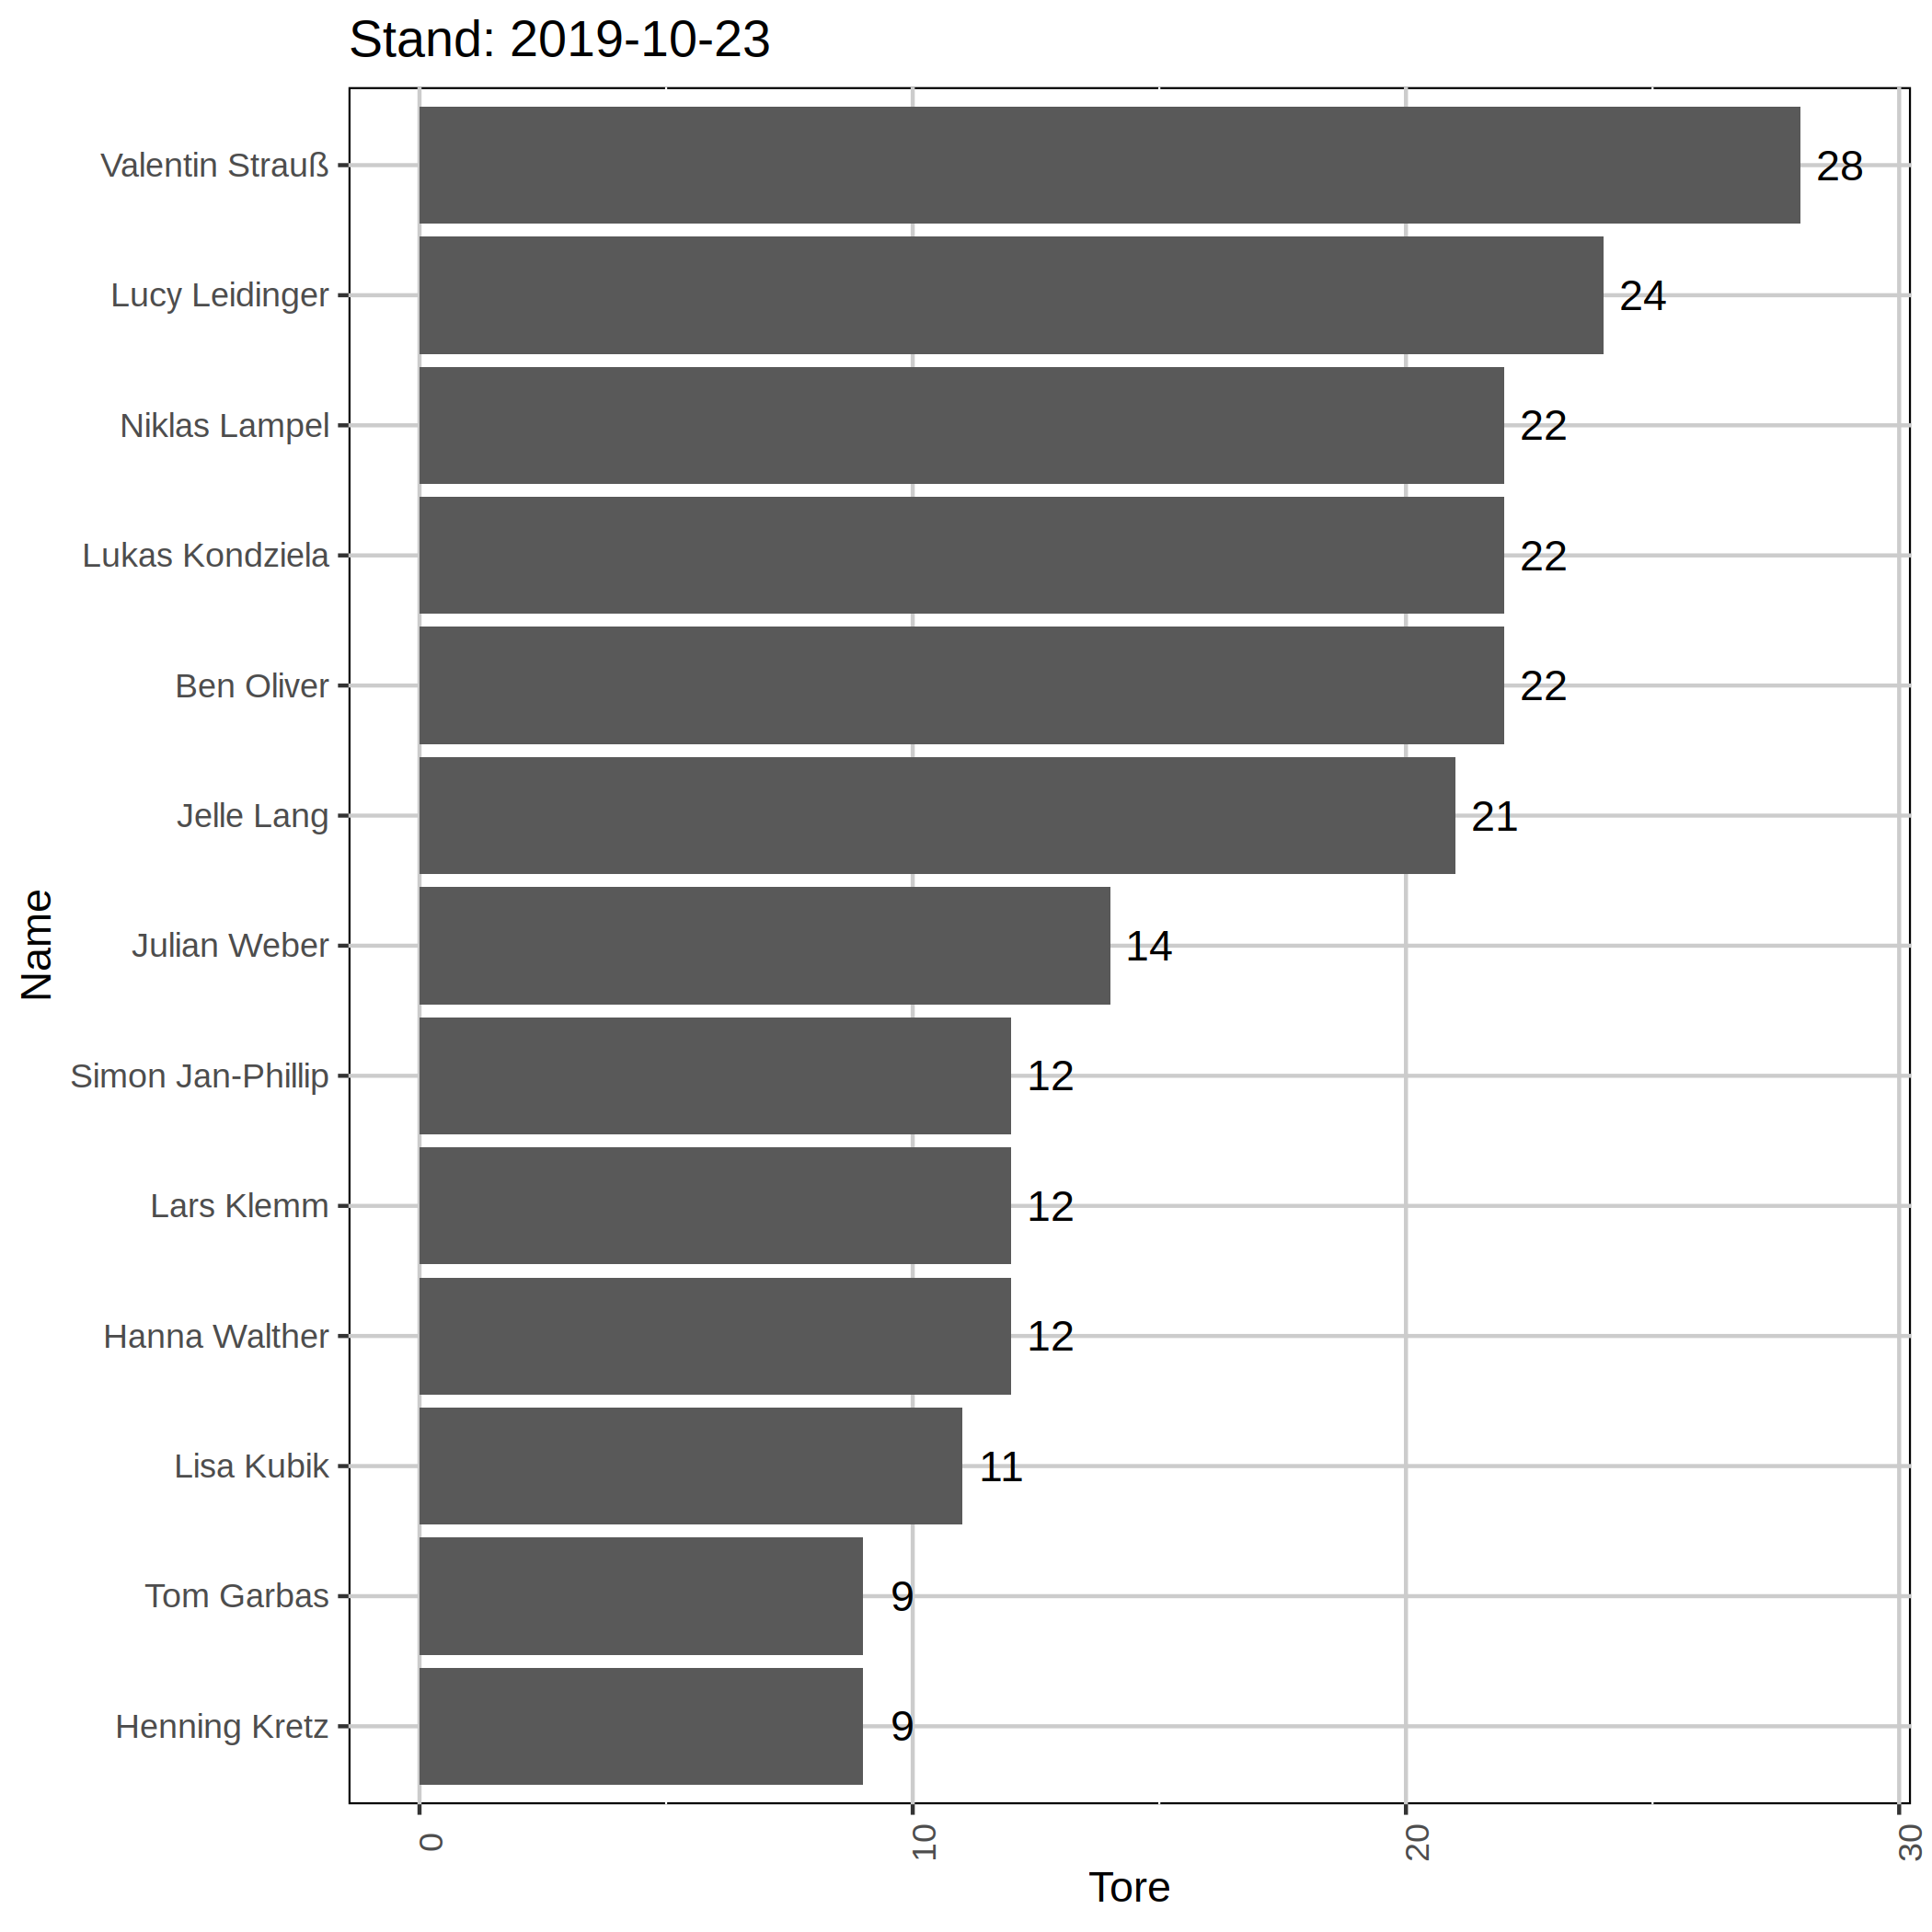 Stand: 2019-10-23
Valentin Strauß 28
Lucy Leidinger 24
Niklas Lampel 22
Lukas Kondziela 22
Ben Oliver 22
Jelle Lang 21
Julian Weber 14
Simon Jan-Phillip 12
Lars Klemm 12
Hanna Walther 12
Lisa Kubik 11
Tom Garbas 9
Henning Kretz 9
Name
0 10 20 30
Tore